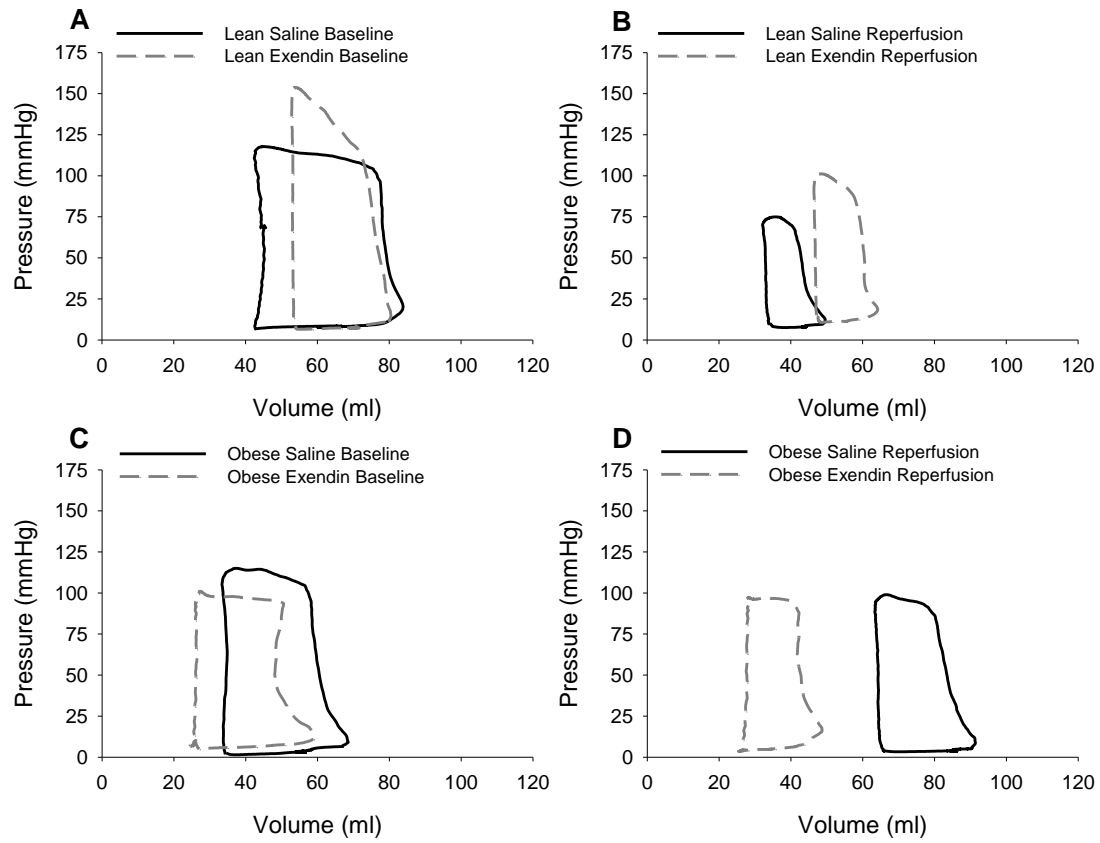 A
Lean Saline Baseline
Lean Exendin Baseline
175
150
125
100
75
50
25
0
Pressure (mmHg)
0 20 40 60 80 100 120
Volume (ml)
B
Lean Saline Reperfusion
Lean Exendin Reperfusion
175
150
125
100
75
50
25
0
Pressure (mmHg)
0 20 40 60 80 100 120
Volume (ml)
C
Obese Saline Baseline
Obese Exendin Baseline
175
150
125
100
75
50
25
0
Pressure (mmHg)
0 20 40 60 80 100 120
Volume (ml)
D
Obese Saline Reperfusion
Obese Exendin Reperfusion
175
150
125
100
75
50
25
0
Pressure (mmHg)
0 20 40 60 80 100 120
Volume (ml)